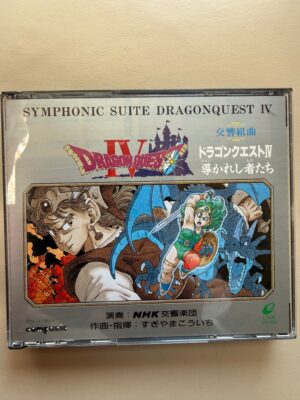 SYMPHONIC SUITE DRAGONQUEST IV
交響組曲
DRAGON QUEST
IV
ドラゴンクエストIV
導かれし者たち
演奏：NHK交響楽団
作曲・指揮：すぎやまこういち